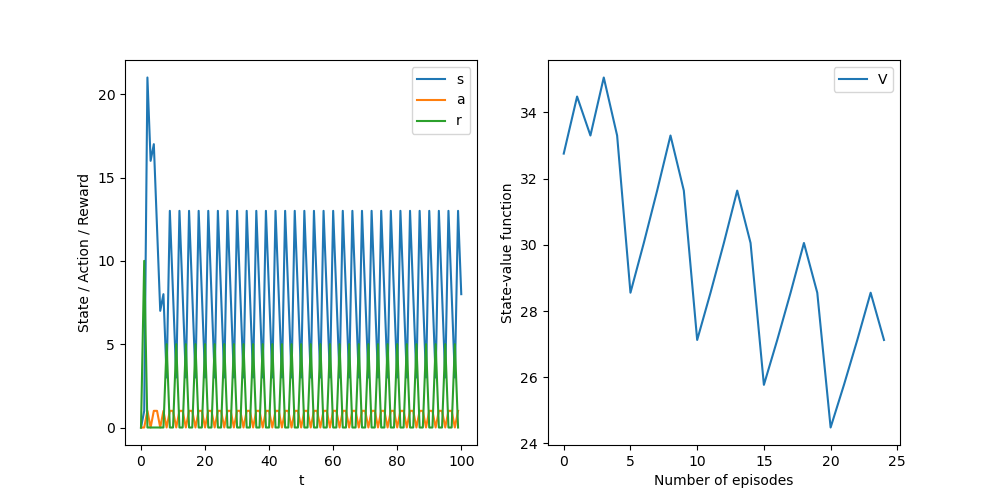 State / Action / Reward
20
15
10
5
0
0 20 40 60 80 100
t
s
a
r
State-value function
34
32
30
28
26
24
0 5 10 15 20 25
Number of episodes
V